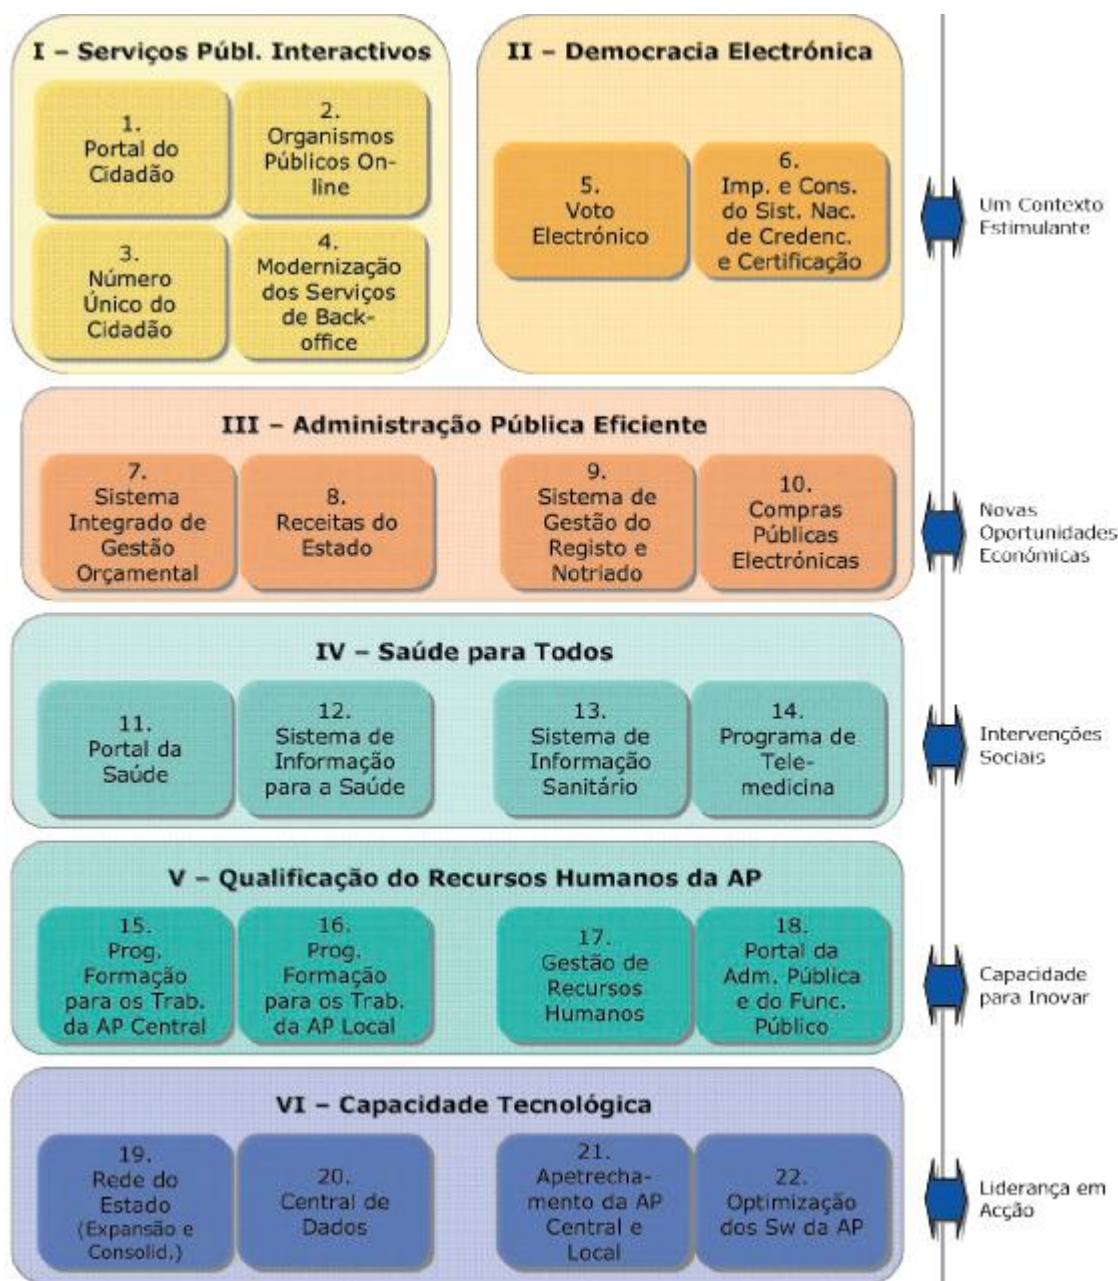 I – Serviços Públ. Interactivos
1.
Portal do
Cidadão
2.
Organismos
Públicos On-
line
3.
Número
Único do
Cidadão
4.
Modernização
dos Serviços
de Back-
office
II – Democracia Electrónica
5.
Voto
Electrónico
6.
Imp. e Cons.
do Sist. Nac.
de Credenc.
e Certificação
Um Contexto
Estimulante
III – Administração Pública Eficiente
7.
Sistema
Integrado de
Gestão
Orçamental
8.
Receitas do
Estado
9.
Sistema de
Gestão do
Registo e
Notriado
10.
Compras
Públicas
Electrónicas
Novas
Oportunidades
Económicas
IV – Saúde para Todos
11.
Portal da
Saúde
12.
Sistema de
Informação
para a Saúde
13.
Sistema de
Informação
Sanitário
14.
Programa de
Tele-
medicina
Intervenções
Sociais
V – Qualificação do Recursos Humanos da AP
15.
Prog.
Formação
para os Trab.
da AP Central
16.
Prog.
Formação
para os Trab.
da AP Local
17.
Gestão de
Recursos
Humanos
18.
Portal da
Adm. Pública
e do Func.
Público
Capacidade
para Inovar
VI – Capacidade Tecnológica
19.
Rede do
Estado
(Expansão e
Consolid.)
20.
Central de
Dados
21.
Apetrecha-
mento da AP
Central e
Local
22.
Optimização
dos Sw da AP
Liderança em
Acção